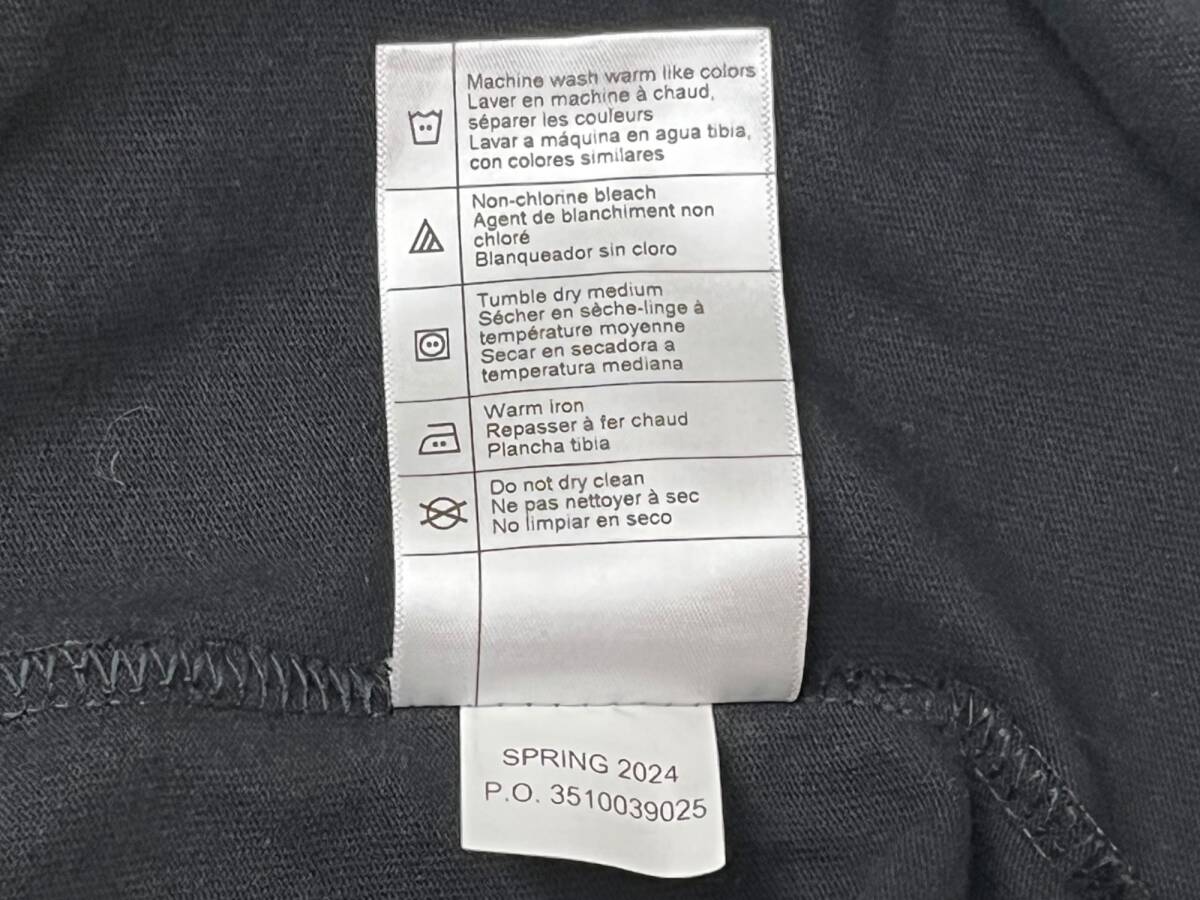 Machine wash warm like colors
Laver en machine à chaud,
séparer les couleurs
Lavar a máquina en agua tibia,
con colores similares
Non-chlorine bleach
Agent de blanchiment non
chloré
Blanqueador sin cloro
Tumble dry medium
Sécher en sèche-linge à
température moyenne
Secar en secadora a
temperatura mediana
Warm iron
Repasser à fer chaud
Plancha tibia
Do not dry clean
Ne pas nettoyer à sec
No limpiar en seco
SPRING 2024
P.O. 3510039025